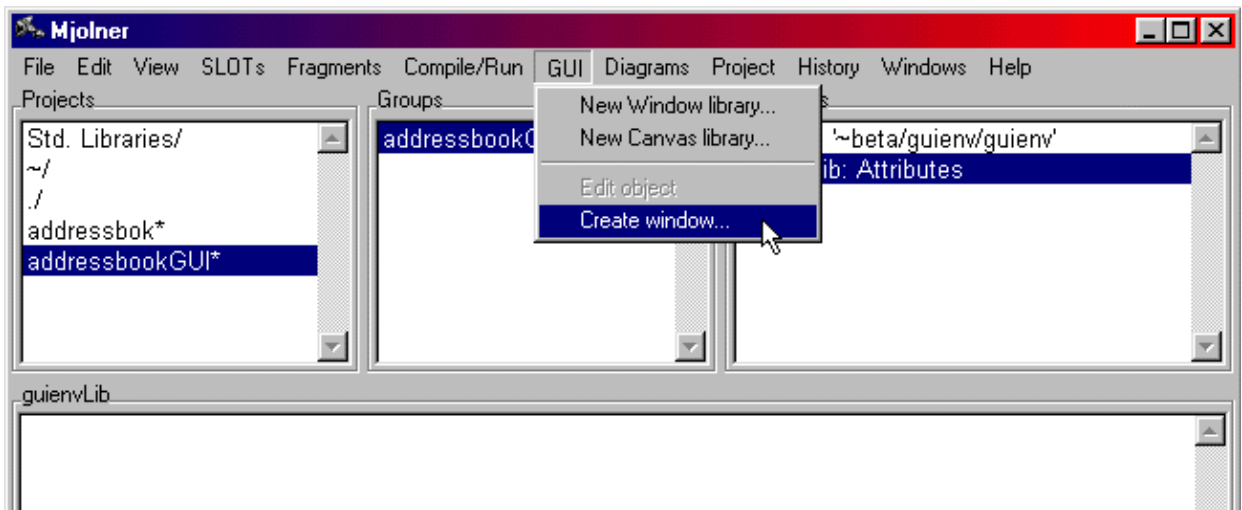 Mjolner
File Edit View SLOTs Fragments Compile/Run GUI Diagrams Project History Windows Help
Projects
Std. Libraries/
~/
./
addressbok*
addressbookGUI*
Groups
addressbook
New Window library...
New Canvas library...
Edit object
Create window...
'~beta/guienv/guienv'
ib: Attributes
guienvLib